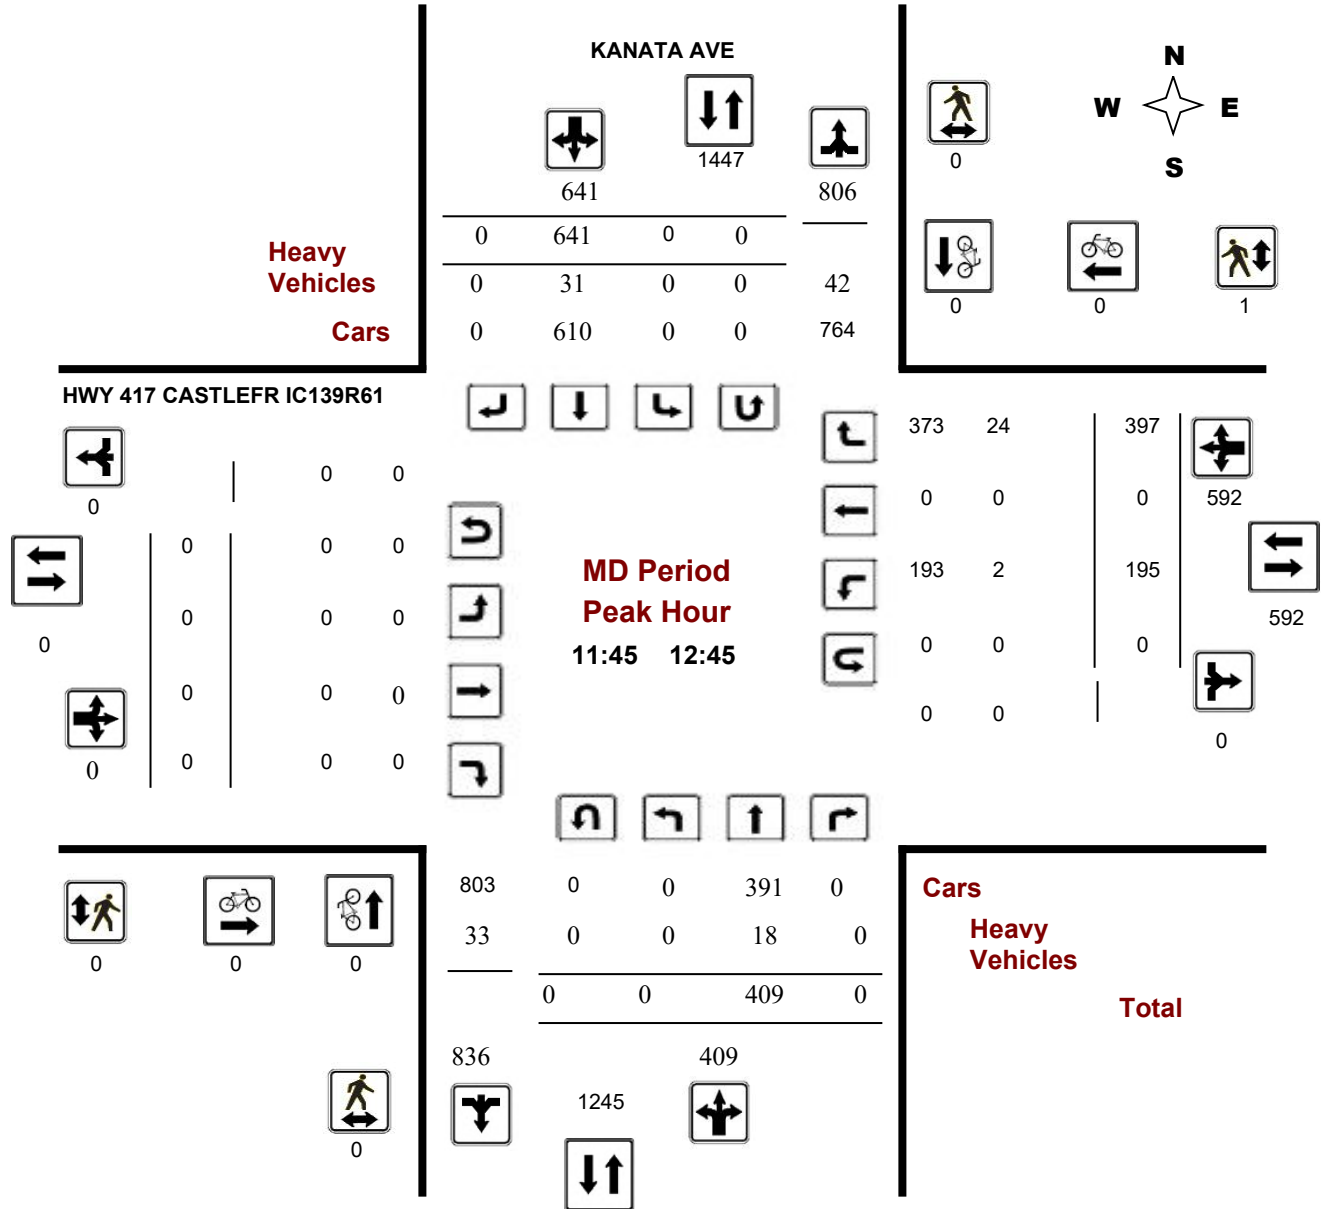 KANATA AVE
N
W E
S
1447
0
641 806
0 641 0 0
Heavy
Vehicles
0 31 0 0 42
0 0 1
Cars
0 610 0 0 764
HWY 417 CASTLEFR IC139R61
373 24 397
0 0
0
0 0 0 592
0 0 0
MD Period
193 2 195
Peak Hour
0 0 0
592
0
11:45 12:45
0 0 0
0 0 0
0 0
0
0 0 0 0
803 0 0 391 0
Cars
33 0 0 18 0
Heavy
Vehicles
0 0 0
0 0 409 0
Total
836 409
1245
0